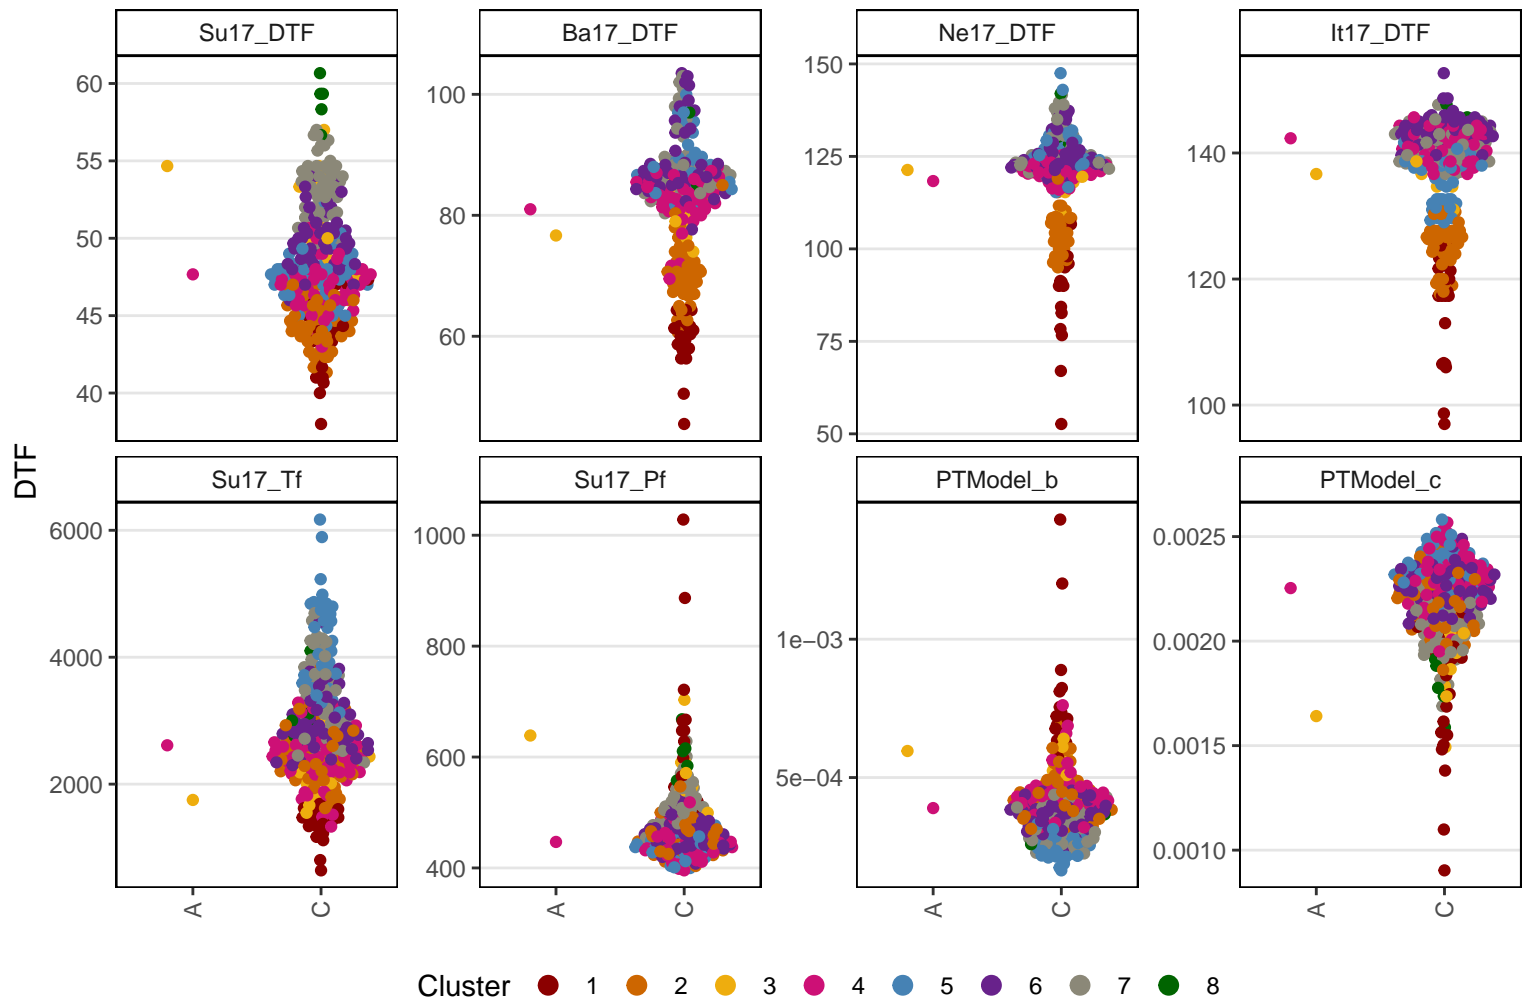 Su17_DTF
Ba17_DTF
Ne17_DTF
It17_DTF
60
55
50
45
40
100
80
60
150
125
100
75
50
140
120
100
DTF
Su17_Tf
Su17_Pf
PTModel_b
PTModel_c
6000
4000
2000
1000
800
600
400
1e−03
5e−04
0.0025
0.0020
0.0015
0.0010
A
C
A
C
A
C
A
C
Cluster 1 2 3 4 5 6 7 8